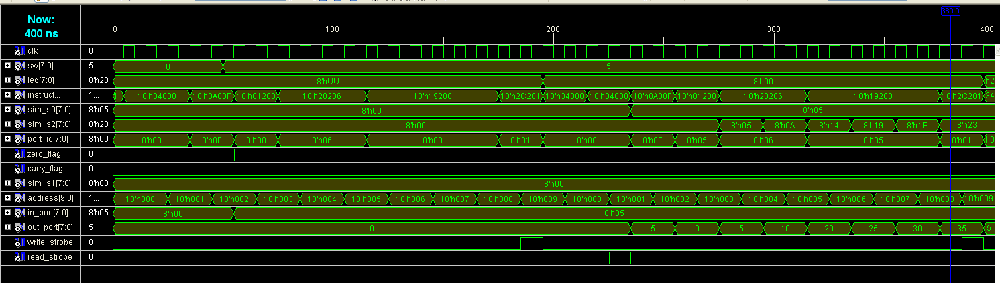 360.0
Now:
400 ns
0 100 200 300 400
clk 0
sw[7:0] 5 0 5
led[7:0] 8'h23 8'hUU 8'h00 h2
instruct... 1... 1... 18'h04000 18'h0A00F 18'h01200 18'h20206 18'h19200 18'h2C201 18'h34000 18'h04000 18'h0A00F 18'h01200 18'h20206 18'h19200 18'h2C201 34
sim_s0[7:0] 8'h05 8'h00 8'h05
sim_s2[7:0] 8'h23 8'h00 8'h05 8'h0A 8'h14 8'h19 8'h1E 8'h23
port_id[7:0] 8'h00 8'h00 8'h0F 8'h00 8'h06 8'h00 8'h01 8'h00 8'h0F 8'h05 8'h06 8'h05 8'h01 h0
zero_flag 0
carry_flag 0
sim_s1[7:0] 8'h00 8'h00
address[9:0] 1... 10'h000 10'h001 10'h002 10'h003 10'h004 10'h005 10'h006 10'h007 10'h008 10'h009 10'h000 10'h001 10'h002 10'h003 10'h004 10'h005 10'h006 10'h007 10'h008 10'h009
in_port[7:0] 8'h05 8'h00 8'h05
out_port[7:0] 5 0 5 0 5 10 20 25 30 35 5
write_strobe 0
read_strobe 0